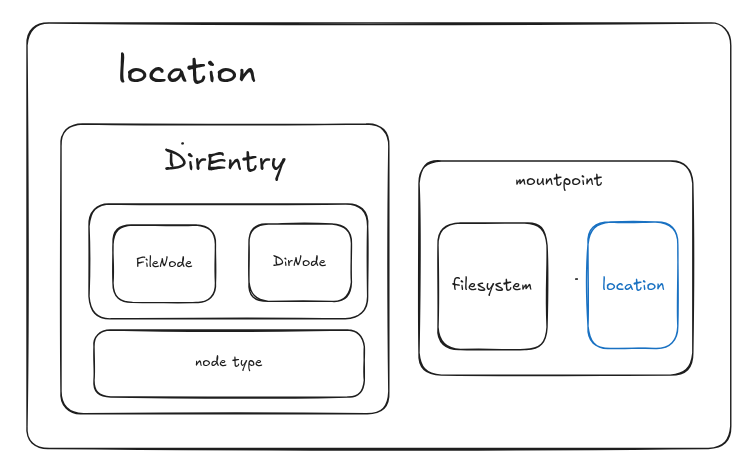 location
DirEntry
mountpoint
FileNode
DirNode
filesystem
location
node type